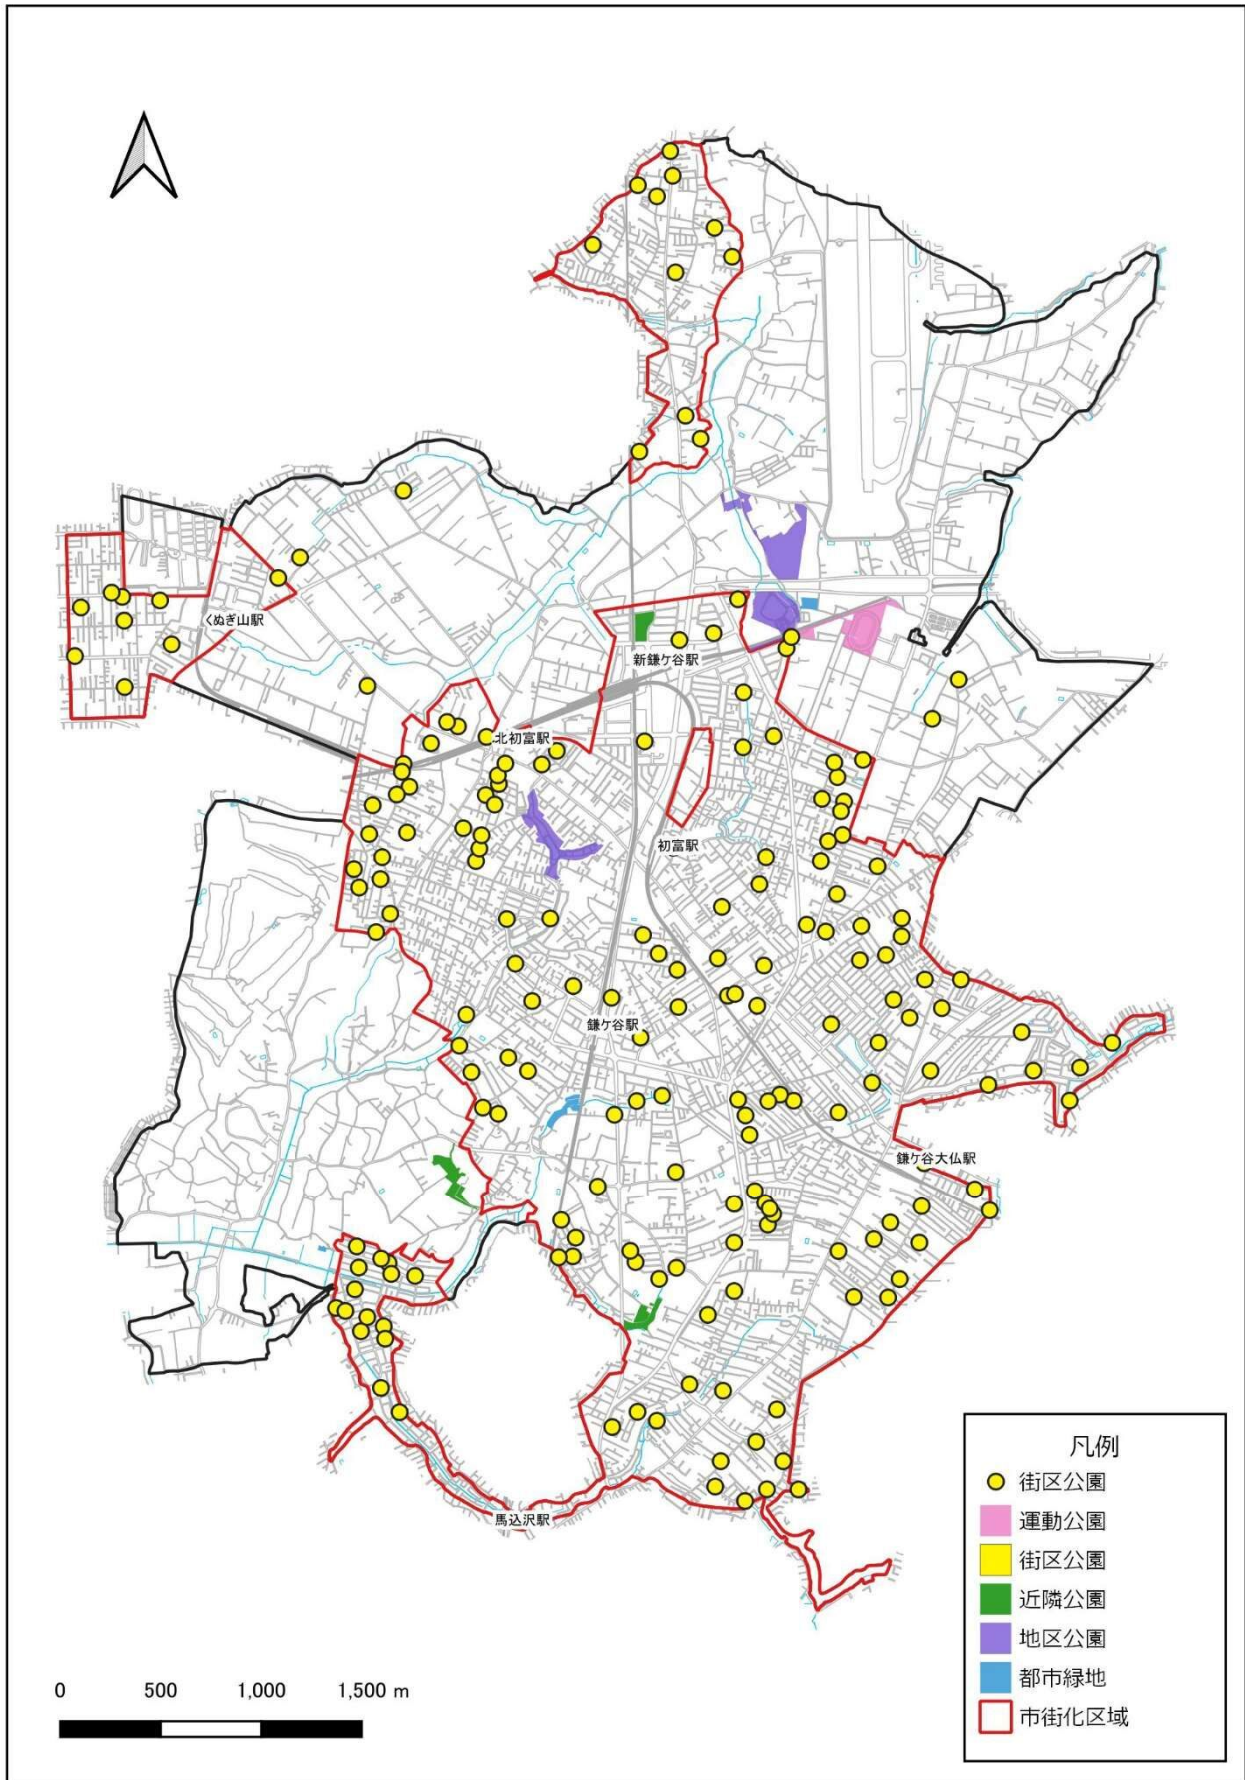 くぬぎ山駅
新鎌ケ谷駅
北初富駅
初富駅
鎌ケ谷駅
鎌ケ谷大仏駅
馬込沢駅
凡例
街区公園
運動公園
街区公園
近隣公園
地区公園
都市緑地
市街化区域
0 500 1,000 1,500 m